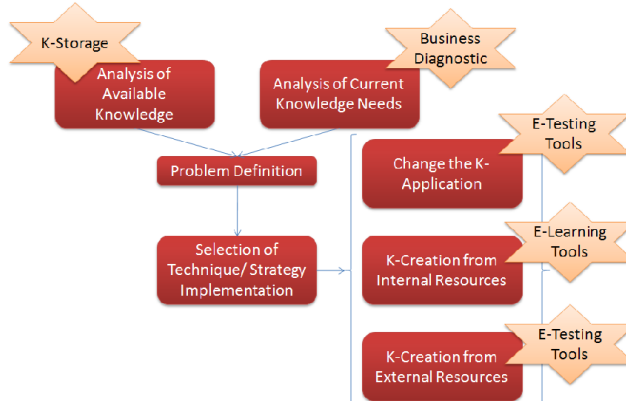 K-Storage
Analysis of
Available
Knowledge
Business
Diagnostic
Analysis of Current
Knowledge Needs
Problem Definition
Selection of
Technique/ Strategy
Implementation
E-Testing
Tools
Change the K-
Application
E-Learning
Tools
K-Creation from
Internal Resources
E-Testing
Tools
K-Creation from
External Resources